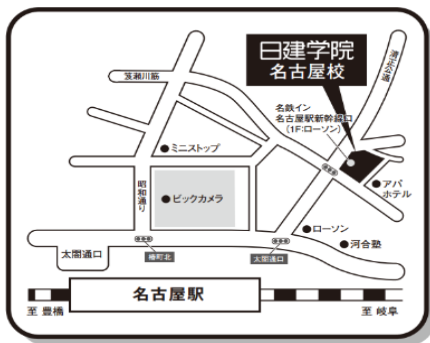 日建学院
名古屋校
清正公通
笈瀬川筋
名鉄イン
名古屋駅新幹線口
(1F:ローソン)
ミニストップ
昭和通り
ビックカメラ
アパ
ホテル
ローソン
河合塾
椿町北
太閤通口
太閤通口
名古屋駅
至 豊橋
至 岐阜